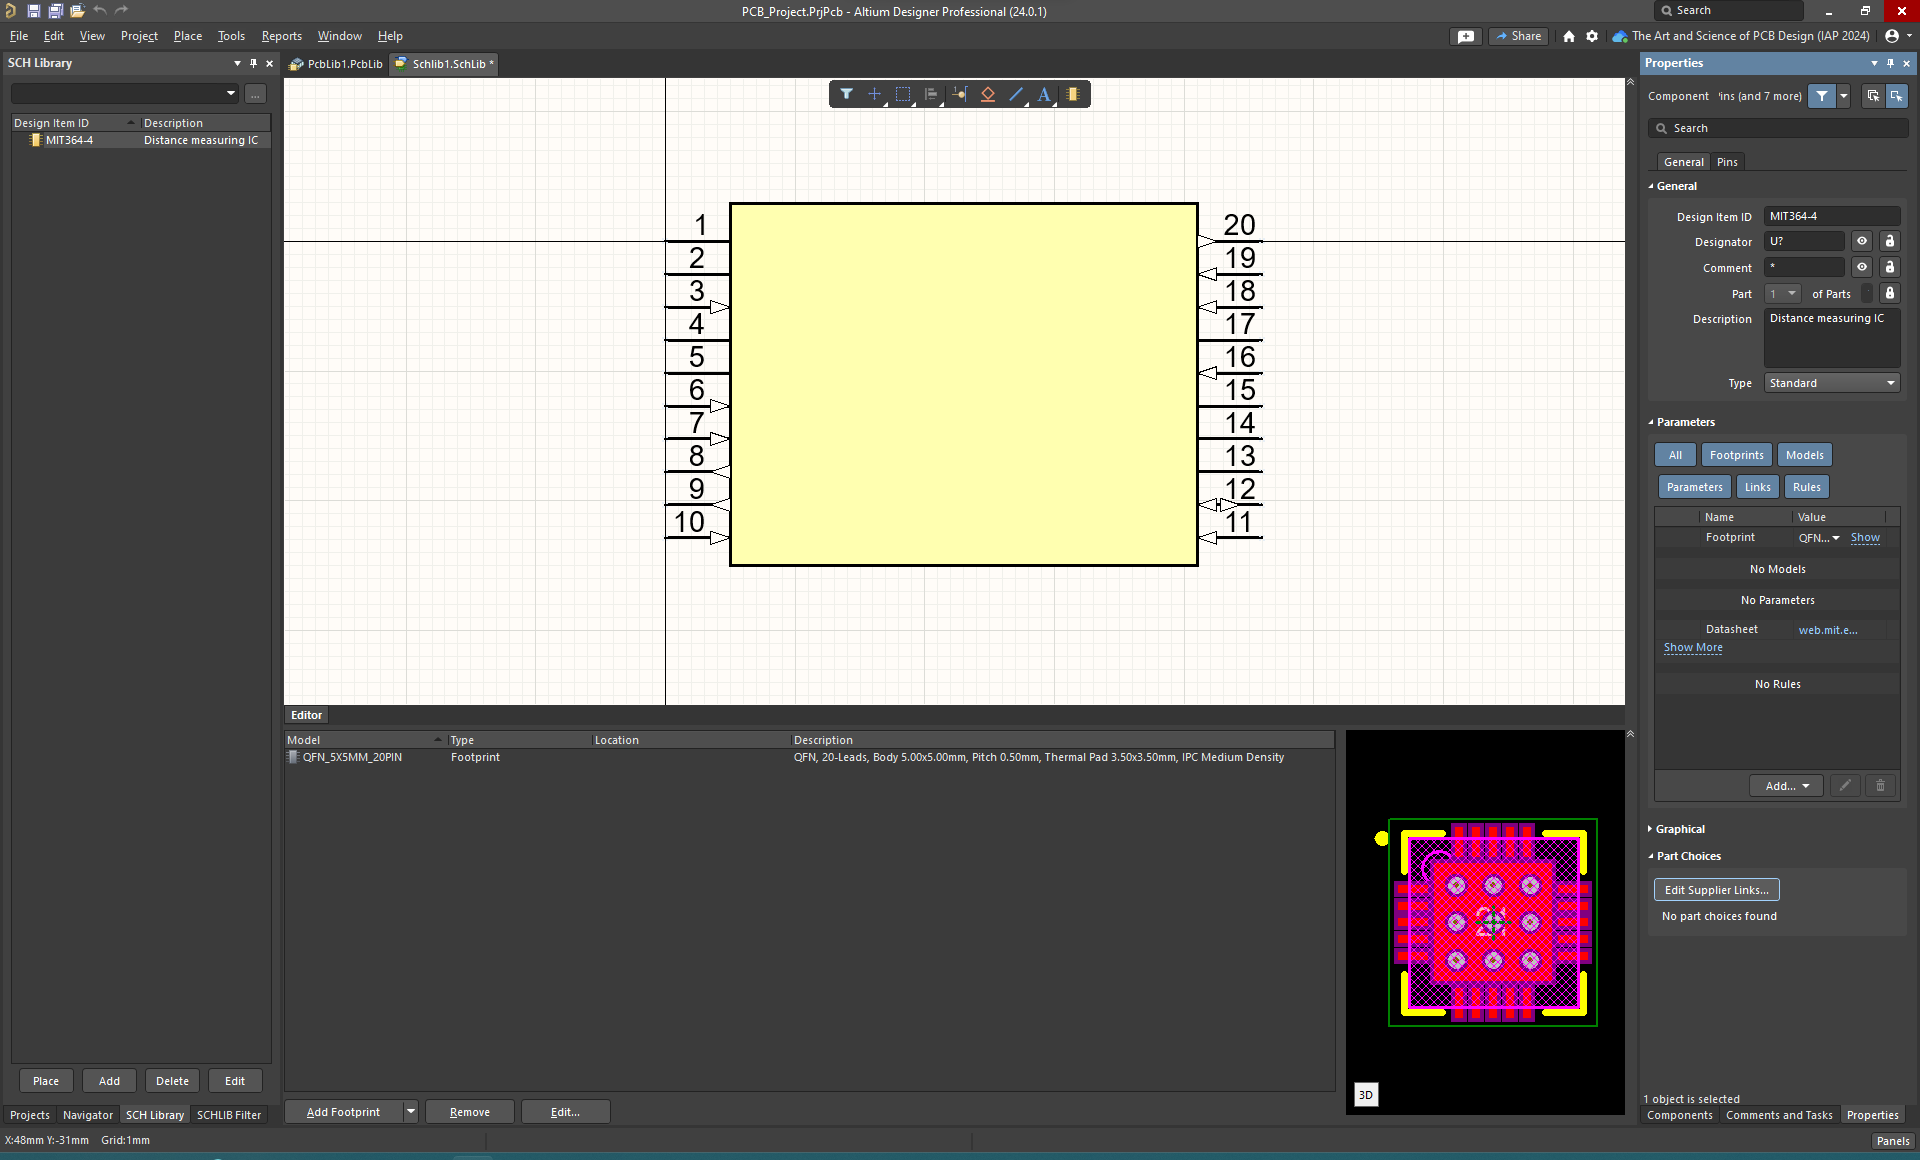 PCB_Project.PrjPcb - Altium Designer Professional (24.0.1)
Search
File Edit View Project Place Tools Reports Window Help
Share
The Art and Science of PCB Design (IAP 2024)
SCH Library
PcbLib1.PcbLib
Schlib1.SchLib *
Properties
Component
'ins (and 7 more)
...
Search
Design Item ID Description
MIT364-4 Distance measuring IC
General Pins
General
Design Item ID MIT364-4
Designator U?
Comment *
Part 1 of Parts
Description Distance measuring IC
Type Standard
1
2
3
4
5
6
7
8
9
10
20
19
18
17
16
15
14
13
12
11
Parameters
All Footprints Models
Parameters Links Rules
Name Value
Footprint QFN... Show
No Models
No Parameters
Datasheet web.mit.e...
Show More
No Rules
Add...
Graphical
Part Choices
Edit Supplier Links...
No part choices found
Editor
Model Type Location Description
QFN_5X5MM_20PIN Footprint QFN, 20-Leads, Body 5.00x5.00mm, Pitch 0.50mm, Thermal Pad 3.50x3.50mm, IPC Medium Density
21
3D
Place Add Delete Edit
Add Footprint Remove Edit...
1 object is selected
Projects Navigator SCH Library SCHLIB Filter
Components Comments and Tasks Properties
X:48mm Y:-31mm Grid:1mm
Panels